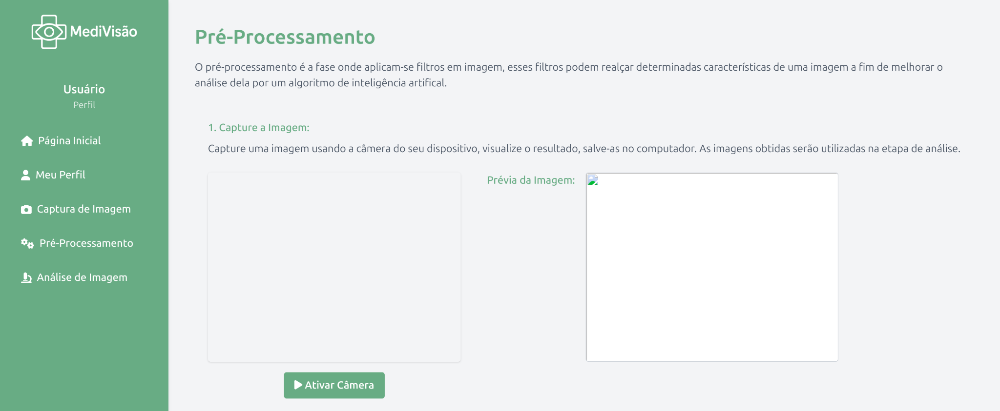 MediVisão
Usuário
Perfil
Página Inicial
Meu Perfil
Captura de Imagem
Pré-Processamento
Análise de Imagem
Pré-Processamento
O pré-processamento é a fase onde aplicam-se filtros em imagem, esses filtros podem realçar determinadas características de uma imagem a fim de melhorar o
análise dela por um algoritmo de inteligência artifical.
1. Capture a Imagem:
Capture uma imagem usando a câmera do seu dispositivo, visualize o resultado, salve-as no computador. As imagens obtidas serão utilizadas na etapa de análise.
Prévia da Imagem:
Ativar Câmera